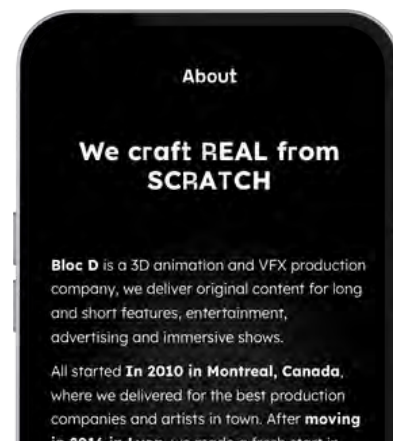 About
We craft REAL from
SCRATCH
Bloc D is a 3D animation and VFX production
company, we deliver original content for long
and short features, entertainment,
advertising and immersive shows.
All started In 2010 in Montreal, Canada,
where we delivered for the best production
companies and artists in town. After moving